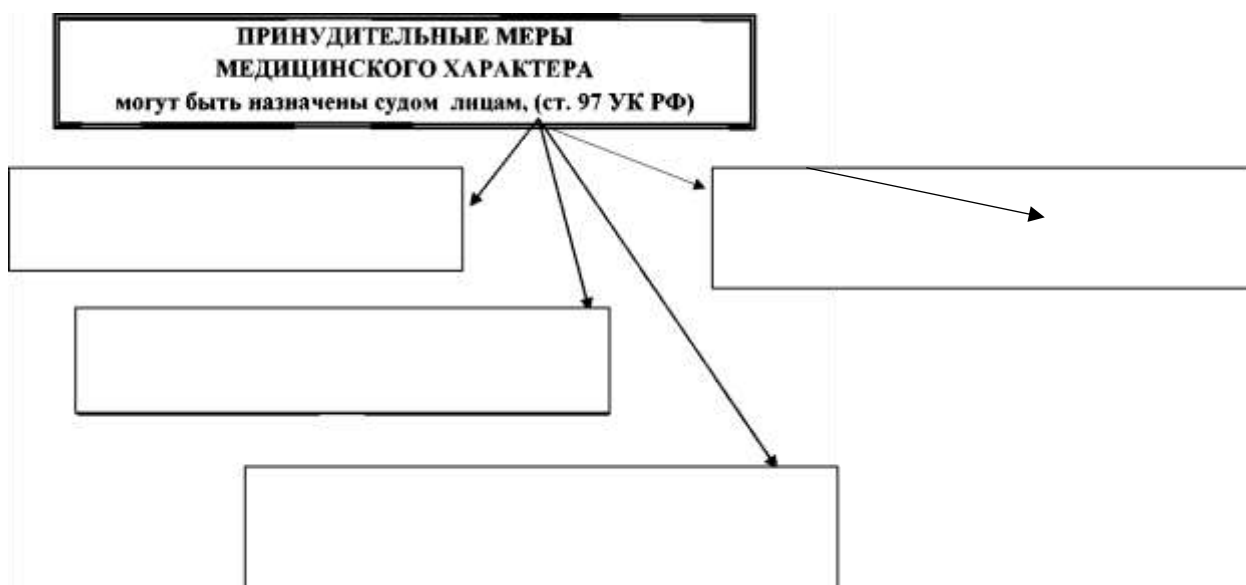 ПРИНУДИТЕЛЬНЫЕ МЕРЫ
МЕДИЦИНСКОГО ХАРАКТЕРА
могут быть назначены судом лицам, (ст. 97 УК РФ)